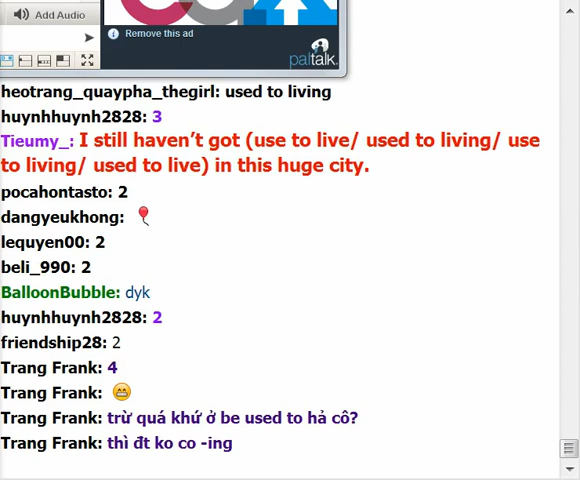 Add Audio
Remove this ad
paltalk
heotrang_quaypha_thegirl: used to living
huynhhuynh2828: 3
Tieumy_: I still haven’t got (use to live/ used to living/ use
to living/ used to live) in this huge city.
pocahontasto: 2
dangyeukhong:
lequyen00: 2
beli_990: 2
BalloonBubble: dyk
huynhhuynh2828: 2
friendship28: 2
Trang Frank: 4
Trang Frank:
Trang Frank: trừ quá khứ ở be used to hả cô?
Trang Frank: thì đt ko co -ing